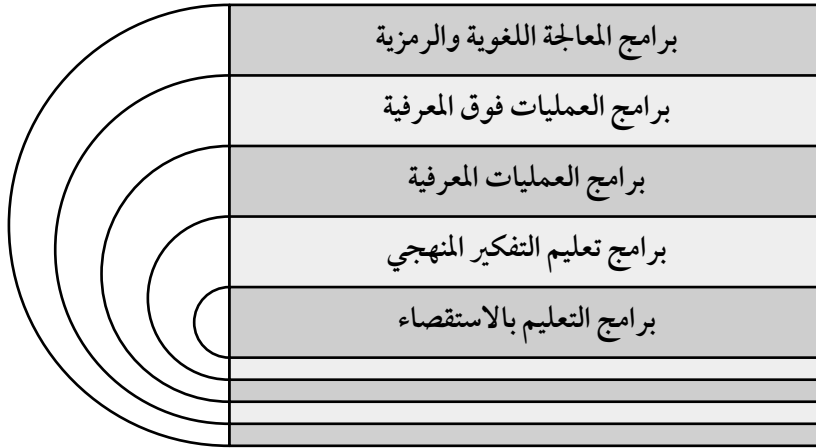 برامج المعالجة اللغوية والرمزية
برامج العمليات فوق المعرفية
برامج العمليات المعرفية
برامج تعليم التفكير المنهجي
برامج التعليم بالاستقصاء